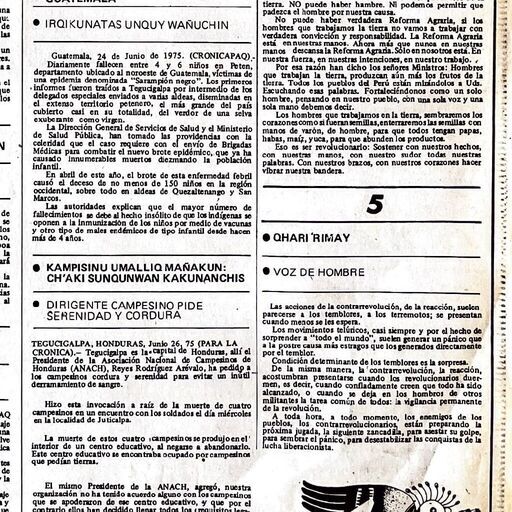 GUATEMALA
IRQIKUNATAS UNQUY WAÑUCHIN
Guatemala, 24 de Junio de 1975. (CRONICAPAQ).
Diariamente fallecen entre 4 y 6 niños en Peten,
departamento ubicado al noroeste de Guatemala, víctimas de
una epidemia denominada "Sarampión negro". Los primeros
informes fueron traídos a Tegucigalpa por intermedio de los
delegados especiales enviados a varias aldeas, diseminadas en
el extenso territorio petenero, el más grande del país
cubierto casi en su totalidad, del verdor de una selva
exuberante como virgen.
La Dirección General de Servicios de Salud y el Ministerio
de Salud Pública, han tomado las providencias con la
celeridad que el caso requiere con el envío de Brigadas
Médicas para combatir el nuevo brote epidémico, que ya ha
causado innumerables muertos diezmando la población
infantil.
En abril de este año, el brote de esta enfermedad febril
causó el deceso de no menos de 150 niños en la región
occidental, sobre todo en aldeas de Quezaltenango y San
Marcos.
Las autoridades explican que el mayor número de
fallecimientos se debe al hecho insólito de que los indígenas se
oponen a la inmunización de los niños por medio de vacunas
y otro tipo de males endémicos de tipo infantil desde hacen
más de 4 años.
KAMPISINU UMALLIQ MAÑAKUN:
CH'AKI SUNQUNWAN KAKUNANCHIS
DIRIGENTE CAMPESINO PIDE
SERENIDAD Y CORDURA
TEGUCIGALPA, HONDURAS, Junio 26, 75 (PARA LA
CRONICA).— Tegucigalpa es la capital de Honduras, allí el
Presidente de la Asociación Nacional de Campesinos de
Honduras (ANACH), Reyes Rodríguez Arévalo, ha pedido a
los campesinos cordura y serenidad para evitar un inútil
derramamiento de sangre.
Hizo esta invocación a raíz de la muerte de cuatro
campesinos en un encuentro con los soldados el día miércoles
en la localidad de Juticalpa.
La muerte de estos cuatro campesinos se produjo en el
interior de un centro educativo, al negarse a abandonarlo.
Este centro educativo se encontraba ocupado por campesinos
que pedían tierras.
El mismo Presidente de la ANACH, agregó, nuestra
organización no ha tenido acuerdo alguno con los campesinos
que se apoderaron de ese centro educativo, y que por el
contrario ellos han decidido llenar todos los requisitos lega-
tierra. NO puede haber hambre. Ni podemos permitir que
padezca el hombre por nuestra causa.
No puede haber verdadera Reforma Agraria, si los
hombres que trabajamos la tierra no vamos a trabajar con
verdadera convicción y responsabilidad. La Reforma Agraria
está en nuestras manos. Ahora más que nunca en nuestras
manos descansa la Reforma Agraria. Sólo en nosotros está. En
nuestra fuerza, en nuestras intenciones, en nuestro trabajo.
Por esa razón han dicho los señores Ministros: Hombres
que trabajan la tierra, produzcan aún más los frutos de la
tierra. Todos los pueblos del Perú están mirándolos a Uds.
Escuchando esas palabras. Fortaleciéndonos como un solo
hombre, pensando en nuestro pueblo, con una sola voz y una
sola mano debemos decir.
Los hombres que trabajamos en la tierra, sembraremos los
corazones como si fueran semillas, enterraremos las semillas con
manos de varón, de hombre, para que todos tengan papas,
habas, maíz, yuca, para que abunden los productos.
Eso es ser revolucionario: Sostener con nuestros hechos,
con nuestras manos, con nuestro sudor todas nuestras
palabras. Con nuestros brazos, con nuestros corazones hacer
vibrar nuestra bandera.
5
QHARI RIMAY
VOZ DE HOMBRE
Las acciones de la contrarrevolución, de la reacción, suelen
parecerse a los temblores, a los terremotos; se presentan
cuando menos se les espera.
Los movimientos telúricos, casi siempre y por el hecho de
sorprender a "todo el mundo", suelen generar un pánico que
a la postre causa más estragos que los generados directamente
por el temblor.
Condición determinante de los temblores es la sorpresa.
De la misma manera, la contrarrevolución, la reacción,
acostumbran presentarse cuando los revolucionarios duer-
men, es decir, cuando confiadamente creen que todo ha sido
alcanzado, o cuando se deja en los hombros de otros
militantes la tarea común de todos: la vigilancia permanente
de la revolución.
A toda hora, a todo momento, los enemigos de los
pueblos, los contrarrevolucionarios, están preparando la
próxima jugada, la siguiente zancadilla, para asestar su golpe,
para sembrar el pánico, para desestabilizar las conquistas de la
lucha liberacionista.